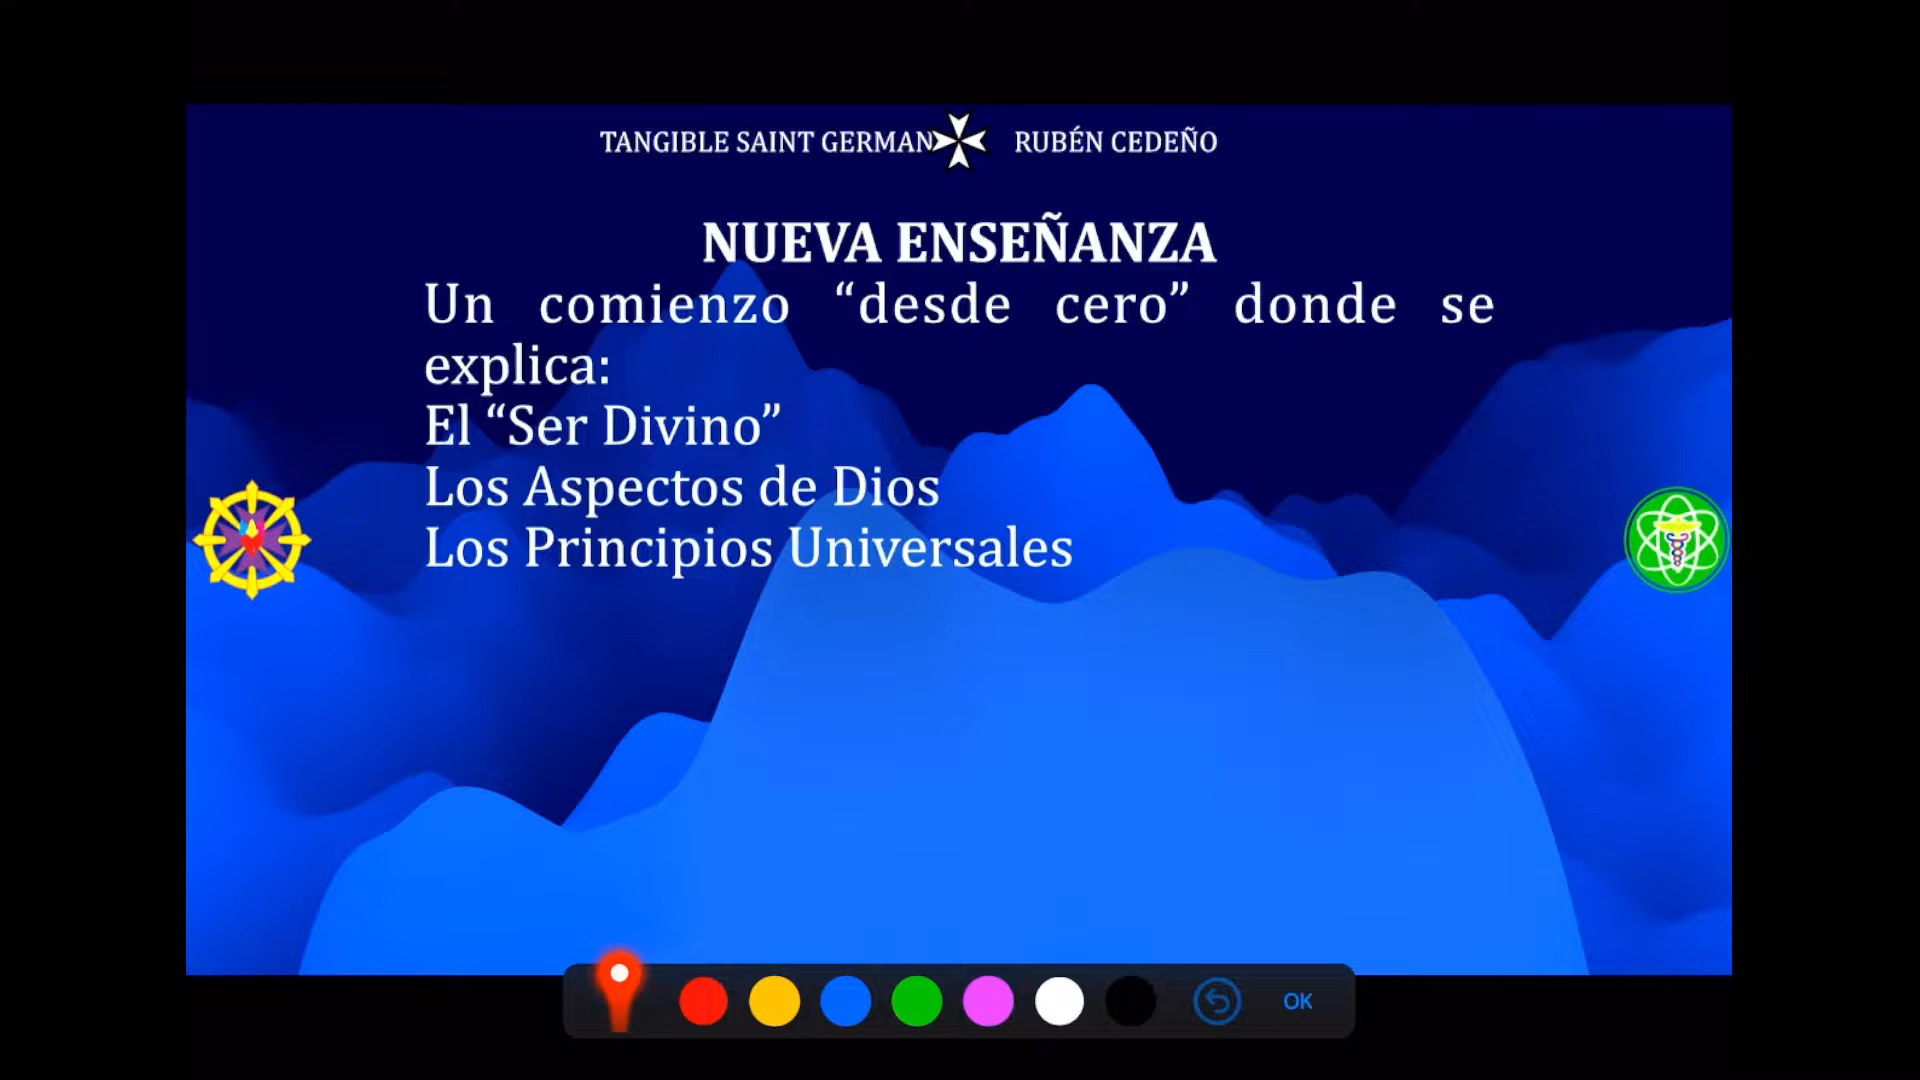 TANGIBLE SAINT GERMAN RUBÉN CEDEÑO
NUEVA ENSEÑANZA
Un comienzo “desde cero” donde se
explica:
El “Ser Divino”
Los Aspectos de Dios
Los Principios Universales
OK